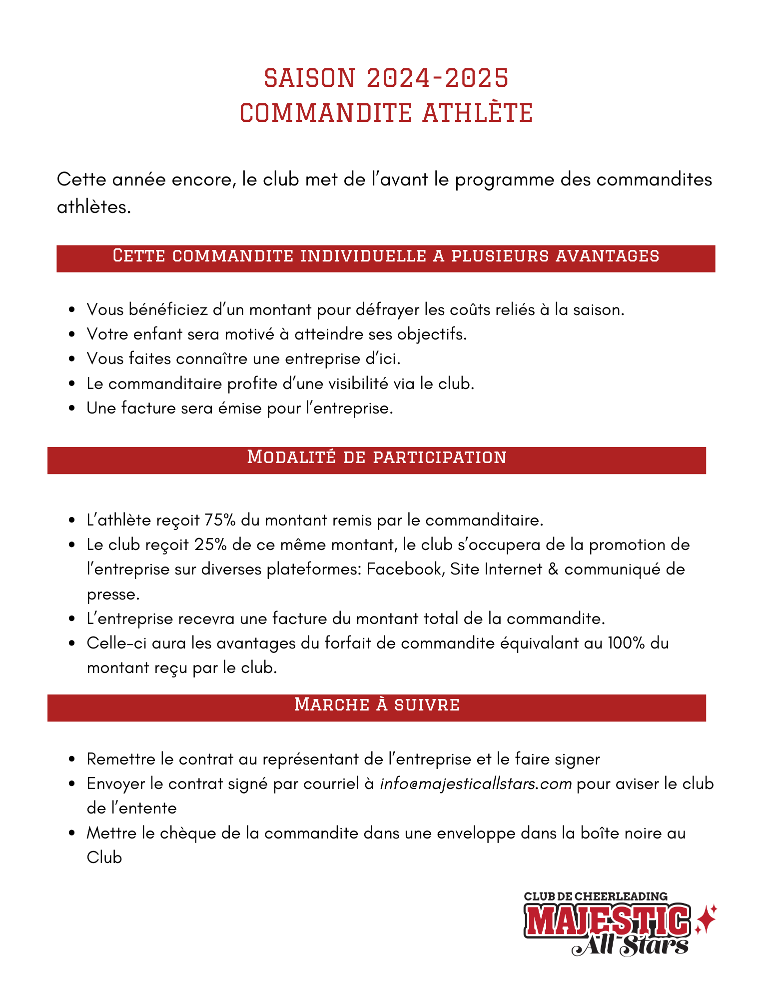 SAISON 2024-2025
COMMANDITE ATHLÈTE
Cette année encore, le club met de l'avant le programme des commandites
athlètes.
Cette commandite individuelle a plusieurs avantages
• Vous bénéficiez d'un montant pour défrayer les coûts reliés à la saison.
• Votre enfant sera motivé à atteindre ses objectifs.
• Vous faites connaître une entreprise d'ici.
• Le commanditaire profite d'une visibilité via le club.
• Une facture sera émise pour l'entreprise.
Modalité de participation
• L'athlète reçoit 75% du montant remis par le commanditaire.
• Le club reçoit 25% de ce même montant, le club s'occupera de la promotion de
l'entreprise sur diverses plateformes: Facebook, Site Internet & communiqué de
presse.
• L'entreprise recevra une facture du montant total de la commandite.
• Celle-ci aura les avantages du forfait de commandite équivalant au 100% du
montant reçu par le club.
Marche à suivre
• Remettre le contrat au représentant de l'entreprise et le faire signer
• Envoyer le contrat signé par courriel à info@majesticallstars.com pour aviser le club
de l'entente
• Mettre le chèque de la commandite dans une enveloppe dans la boîte noire au
Club
CLUB DE CHEERLEADING
MAJESTIC
All Stars